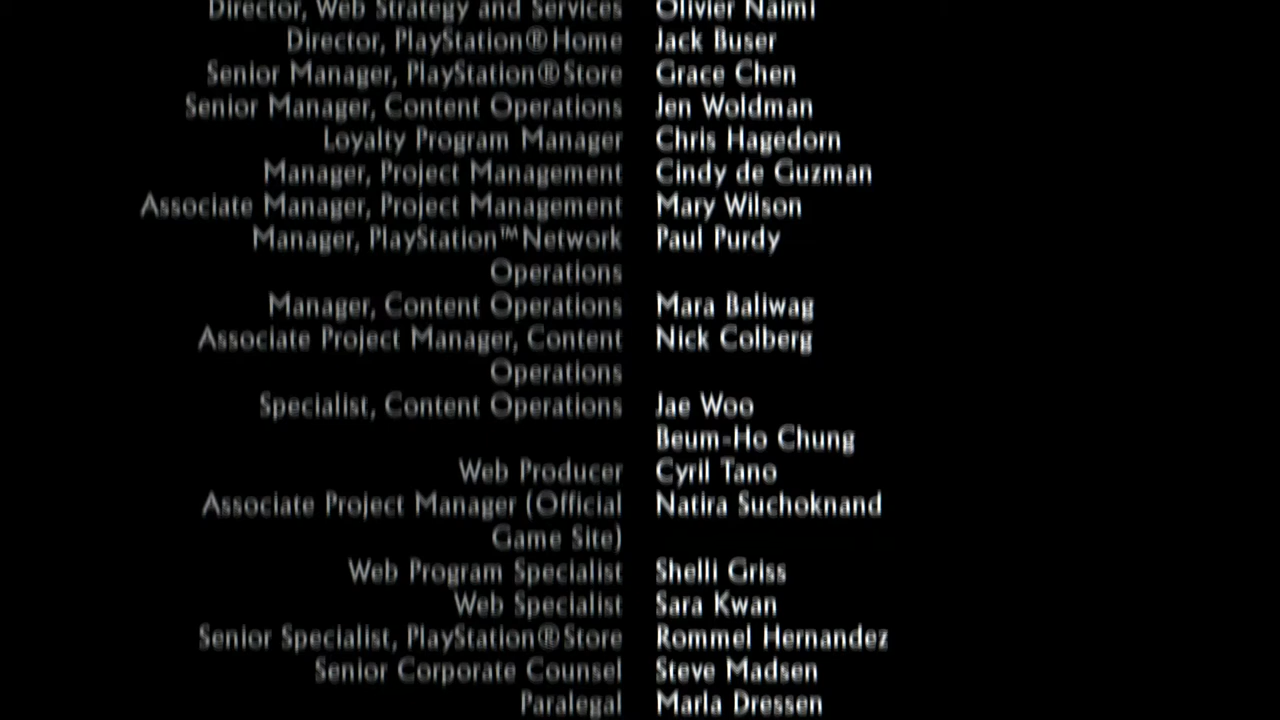 Director, Web Strategy and Services Olivier Naimi
Director, PlayStation®Home Jack Buser
Senior Manager, PlayStation®Store Grace Chen
Senior Manager, Content Operations Jen Woldman
Loyalty Program Manager Chris Hagedorn
Manager, Project Management Cindy de Guzman
Associate Manager, Project Management Mary Wilson
Manager, PlayStation™Network Paul Purdy
Operations
Manager, Content Operations Mara Baliwag
Associate Project Manager, Content Nick Colberg
Operations
Specialist, Content Operations Jae Woo
Beum-Ho Chung
Web Producer Cyril Tano
Associate Project Manager (Official Natira Suchoknand
Game Site)
Web Program Specialist Shelli Griss
Web Specialist Sara Kwan
Senior Specialist, PlayStation®Store Rommel Hernandez
Senior Corporate Counsel Steve Madsen
Paralegal Marla Dressen